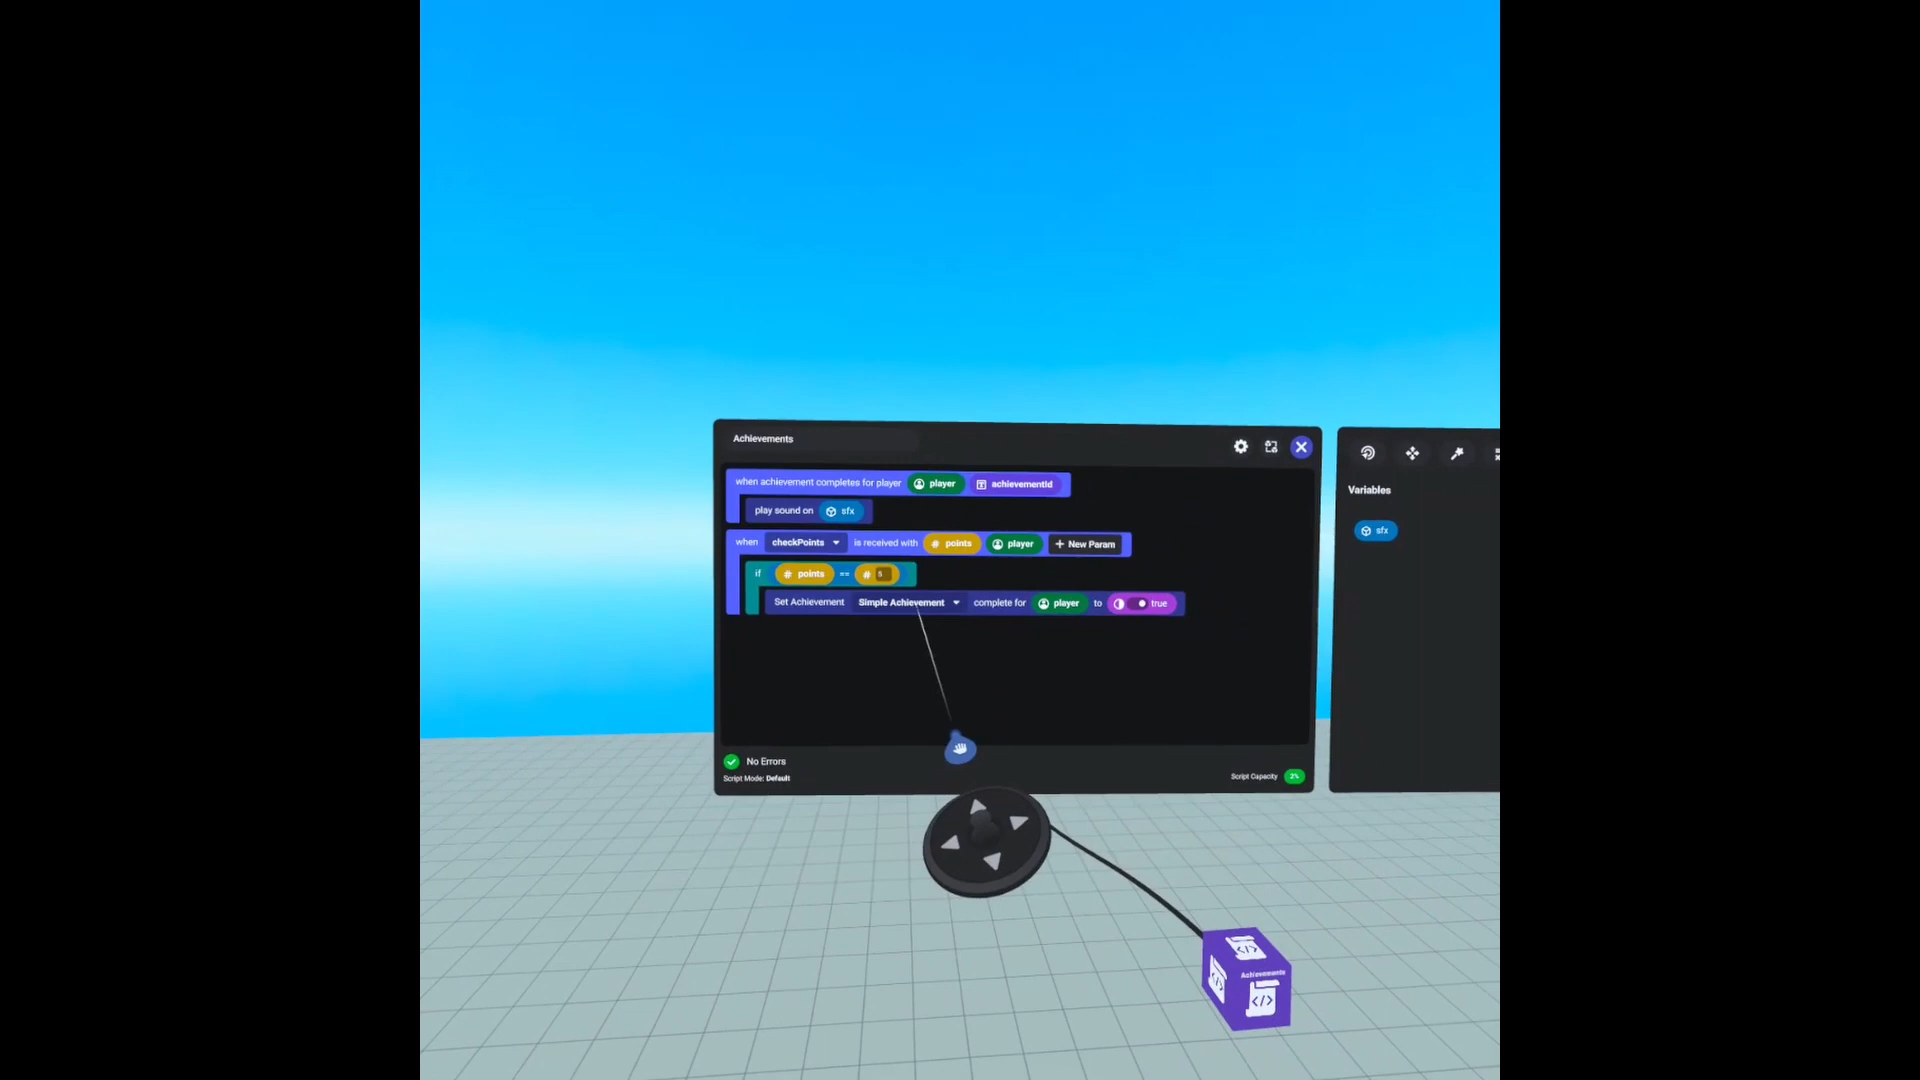 Achievements
when achievement completes for player player achievementId
play sound on sfx
when checkPoints is received with # points player + New Param
if # points == # 5
Set Achievement Simple Achievement complete for player to true
No Errors
Script Mode: Default
Script Capacity 2%
Variables
sfx
Achievements